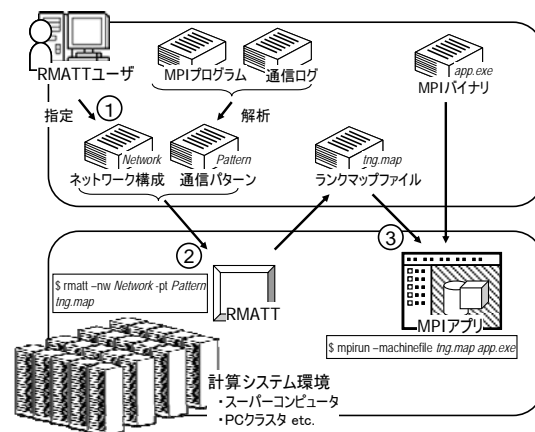 RMATTユーザ
MPIプログラム
通信ログ
app.exe
MPIバイナリ
指定
①
解析
Network
ネットワーク構成
Pattern
通信パターン
tng.map
ランクマップファイル
②
③
$ rmatt –nw Network -pt Pattern
tng.map
RMATT
MPIアプリ
$ mpirun –machinefile tng.map app.exe
計算システム環境
・スーパーコンピュータ
・PCクラスタ etc.